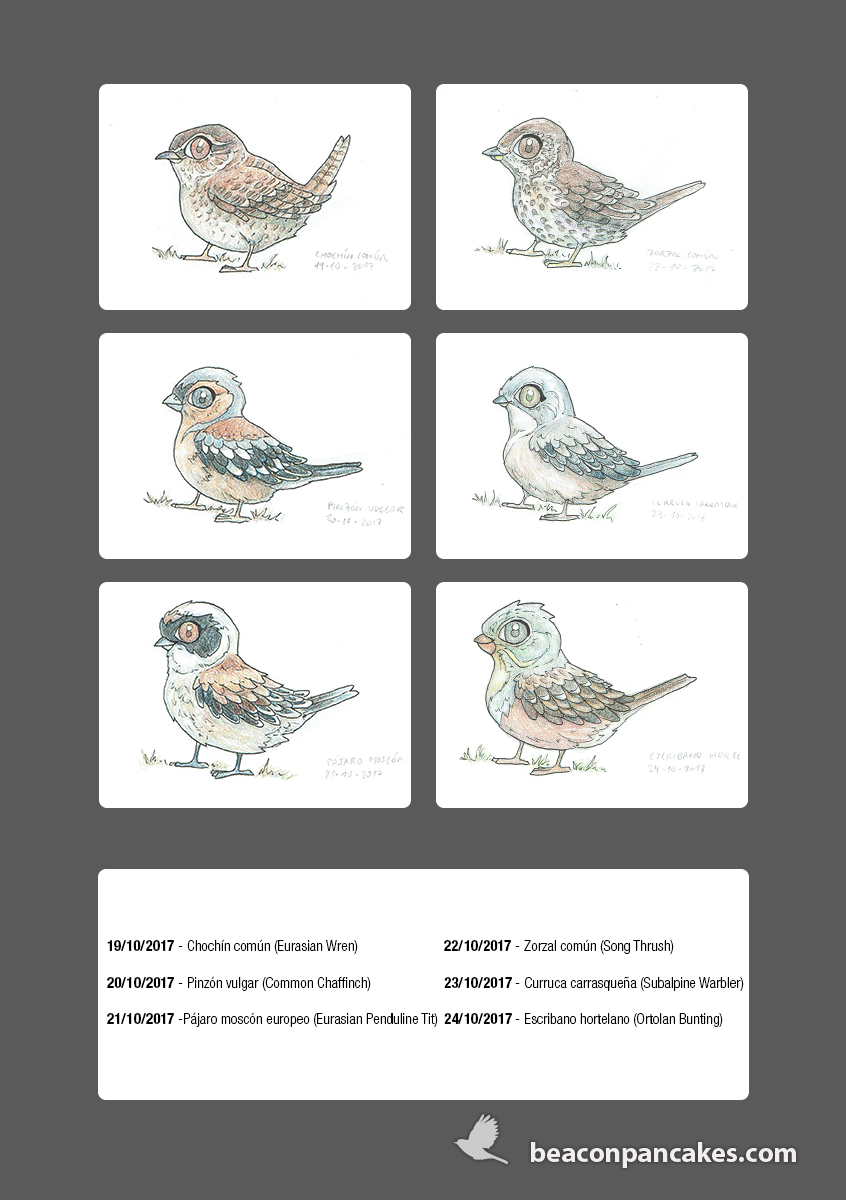 CHOCHÍN COMÚN
19-10-2017
ZORZAL COMÚN
22-10-2017
PINZÓN VULGAR
20-10-2017
CURRUCA
23-10-2017
PÁJARO MOSCÓN
21-10-2017
ESCRIBANO HORTE
24-10-2017
19/10/2017 - Chochín común (Eurasian Wren)
20/10/2017 - Pinzón vulgar (Common Chaffinch)
21/10/2017 -Pájaro moscón europeo (Eurasian Penduline Tit)
22/10/2017 - Zorzal común (Song Thrush)
23/10/2017 - Curruca carrasqueña (Subalpine Warbler)
24/10/2017 - Escribano hortelano (Ortolan Bunting)
beaconpancakes.com